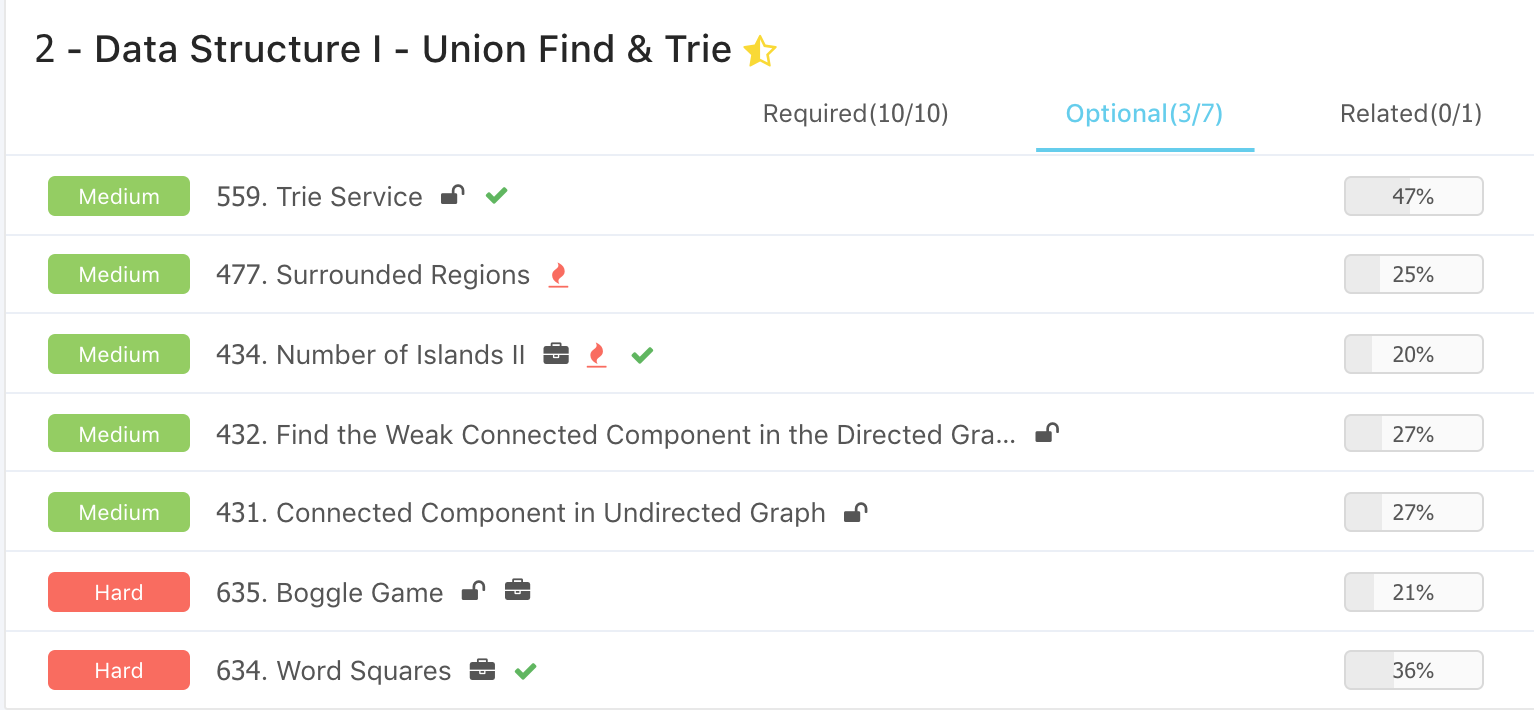 2 - Data Structure I - Union Find & Trie
Required(10/10) Optional(3/7) Related(0/1)
Medium 559. Trie Service 47%
Medium 477. Surrounded Regions 25%
Medium 434. Number of Islands II 20%
Medium 432. Find the Weak Connected Component in the Directed Gra... 27%
Medium 431. Connected Component in Undirected Graph 27%
Hard 635. Boggle Game 21%
Hard 634. Word Squares 36%